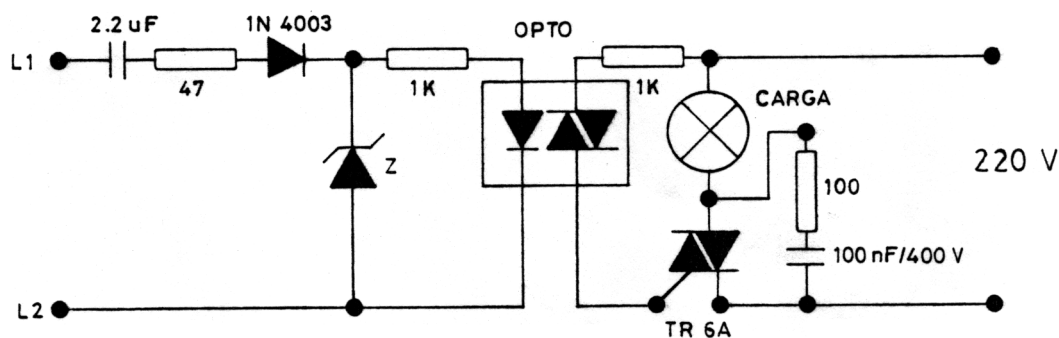 2.2 uF
1N 4003
OPTO
L1
47
1K
1K
CARGA
Z
220 V
100
100 nF/400 V
L2
TR 6A